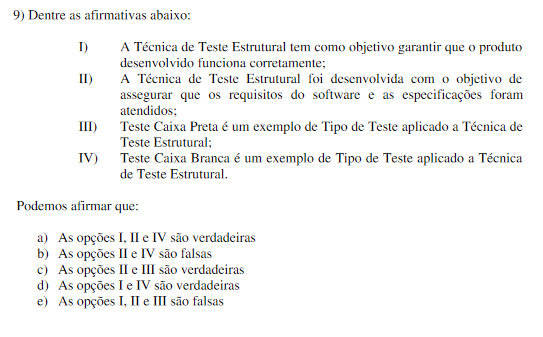 9) Dentre as afirmativas abaixo:
I) A Técnica de Teste Estrutural tem como objetivo garantir que o produto
desenvolvido funciona corretamente;
II) A Técnica de Teste Estrutural foi desenvolvida com o objetivo de
assegurar que os requisitos do software e as especificações foram
atendidos;
III) Teste Caixa Preta é um exemplo de Tipo de Teste aplicado a Técnica de
Teste Estrutural;
IV) Teste Caixa Branca é um exemplo de Tipo de Teste aplicado a Técnica
de Teste Estrutural.
Podemos afirmar que:
a) As opções I, II e IV são verdadeiras
b) As opções II e IV são falsas
c) As opções II e III são verdadeiras
d) As opções I e IV são verdadeiras
e) As opções I, II e III são falsas